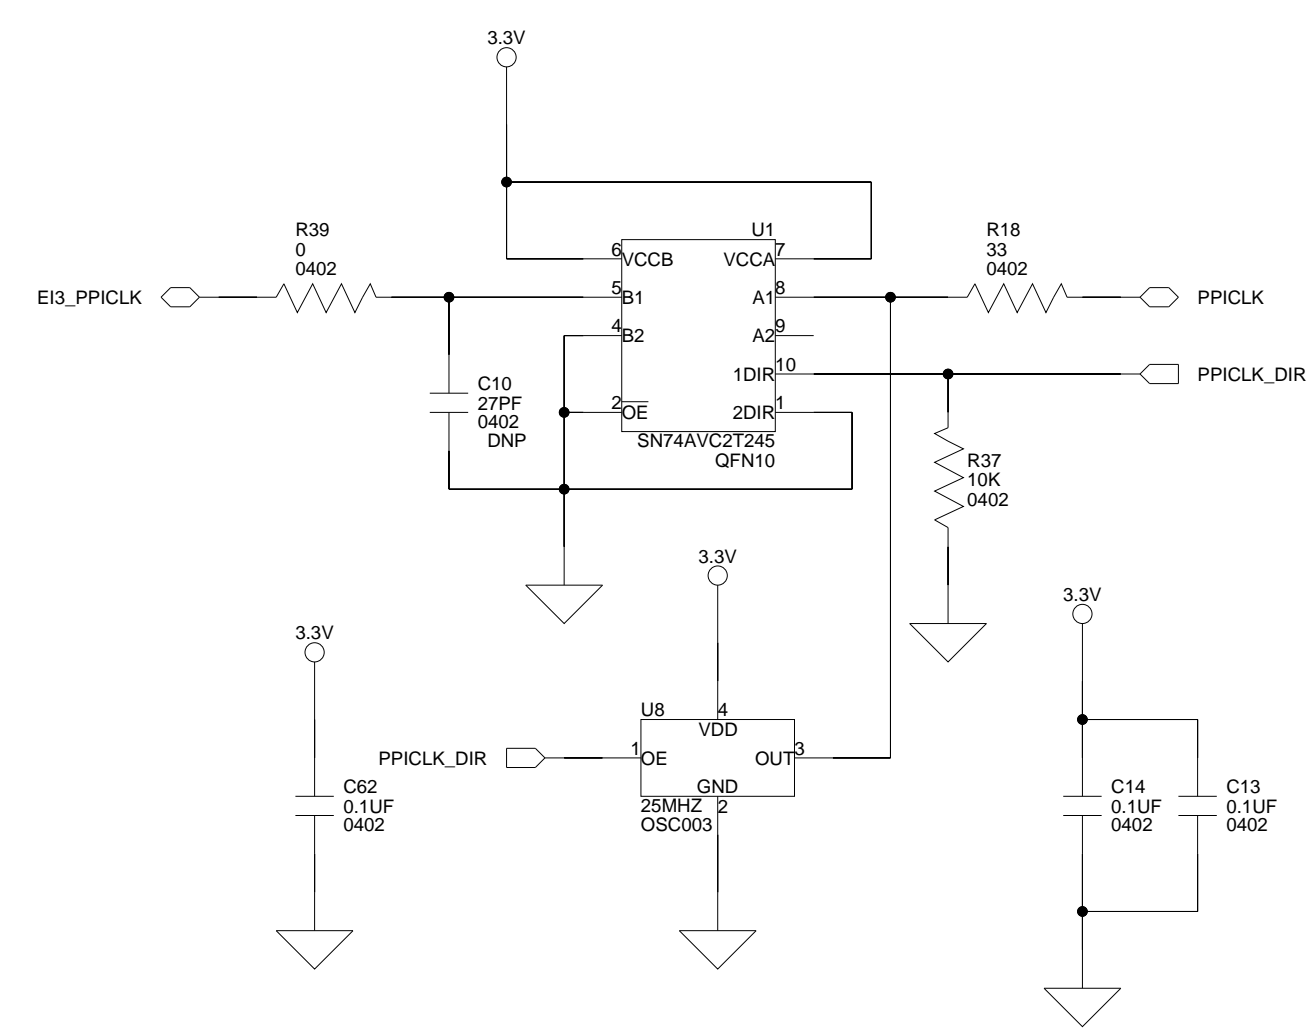 3.3V
R39
0
0402
EI3_PPICLK
U1
6 VCCB VCCA 7
5 B1 A1 8
4 B2 A2 9
1DIR 10
2 OE 2DIR 1
SN74AVC2T245
QFN10
R18
33
0402
PPICLK
PPICLK_DIR
C10
27PF
0402
DNP
R37
10K
0402
3.3V
U8
4
VDD
PPICLK_DIR
1 OE OUT 3
GND
2
25MHZ
OSC003
3.3V
C62
0.1UF
0402
3.3V
C14
0.1UF
0402
C13
0.1UF
0402